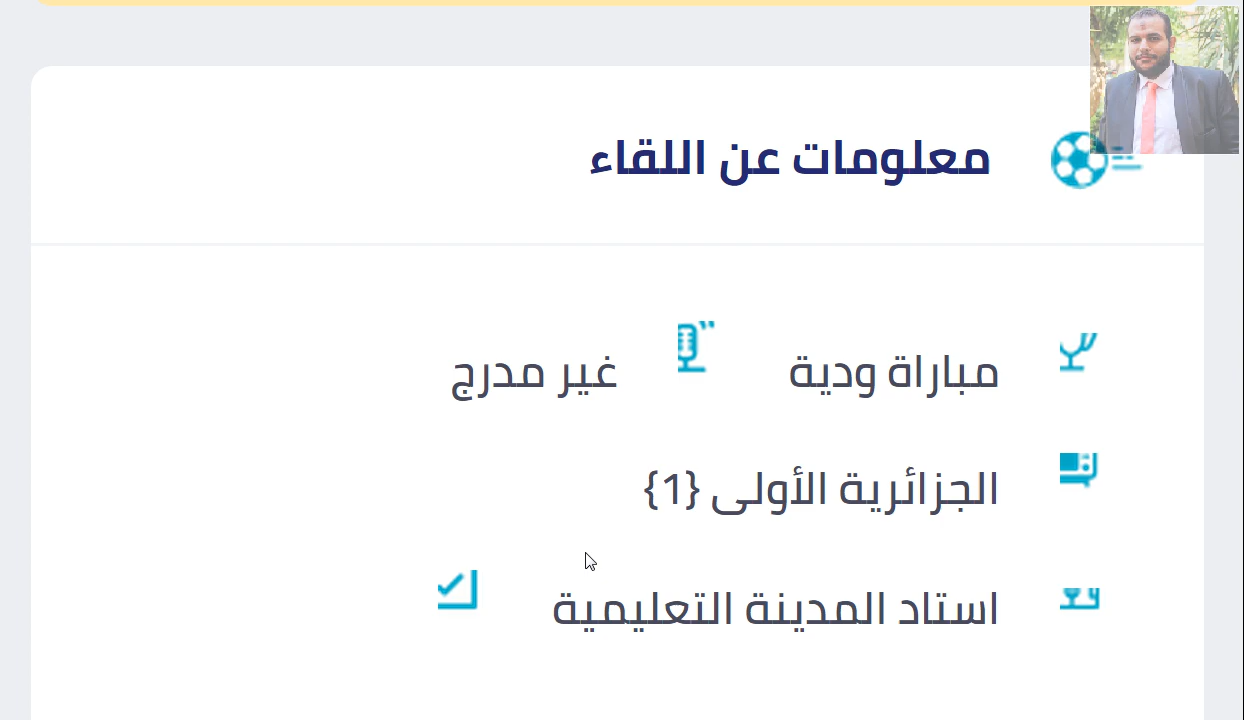 معلومات عن اللقاء
مباراة ودية غير مدرج
الجزائرية الأولى {1}
استاد المدينة التعليمية